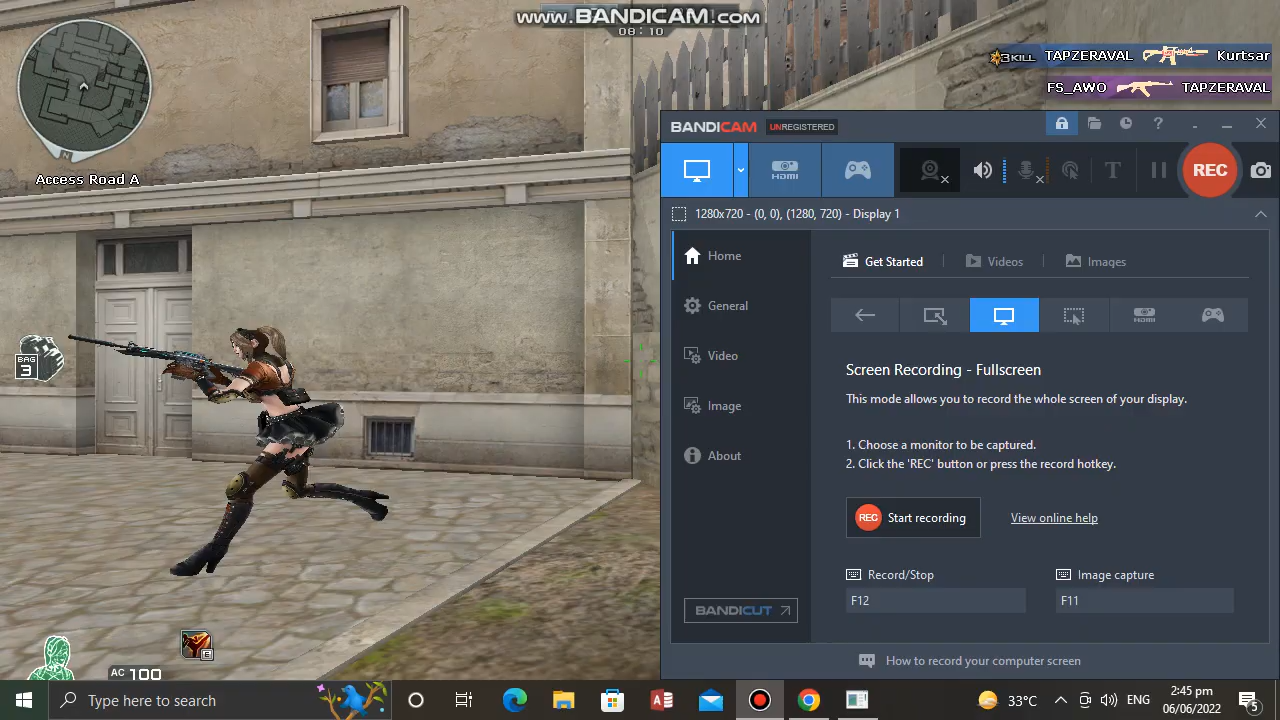 www.BANDICAM.com
08:10
3KILL TAPZERAVAL Kurtsar
FS_AWO TAPZERAVAL
N
Access Road A
BAG
3
E
AC 100
BANDICAM UNREGISTERED
HDMI
T
REC
1280x720 - (0, 0), (1280, 720) - Display 1
Home
General
Video
Image
About
BANDICUT
Get Started
Videos
Images
HDMI
Screen Recording - Fullscreen
This mode allows you to record the whole screen of your display.
1. Choose a monitor to be captured.
2. Click the 'REC' button or press the record hotkey.
REC Start recording
View online help
Record/Stop
F12
Image capture
F11
How to record your computer screen
Type here to search
33°C
ENG
2:45 pm
06/06/2022
5